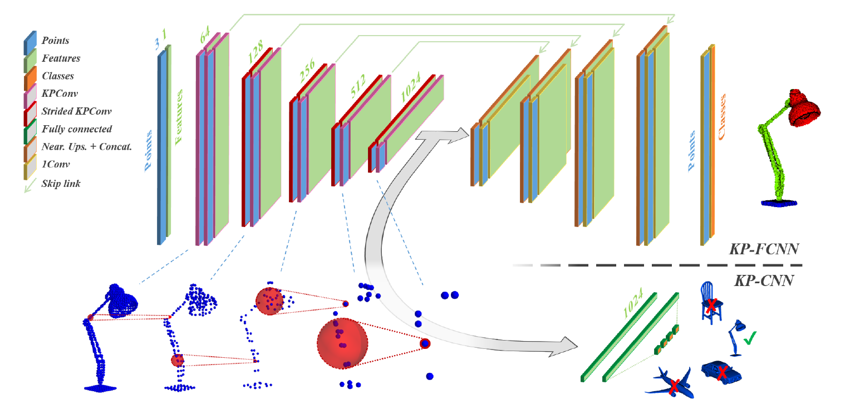 Points
Features
Classes
KPConv
Strided KPConv
Fully connected
Near. Ups. + Concat.
1Conv
Skip link
3
1
64
128
256
512
1024
Points
Features
Points
Classes
KP-FCNN
KP-CNN
1024